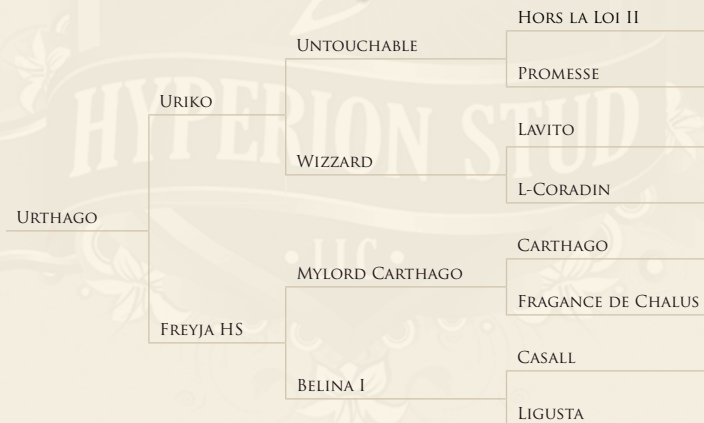 Hors la Loi II
Untouchable
Promesse
Uriko
Lavito
Wizzard
L-Coradin
Urthago
Carthago
Mylord Carthago
Fragance de Chalus
Freyja HS
Casall
Belina I
Ligusta
HYPERION STUD
LLC